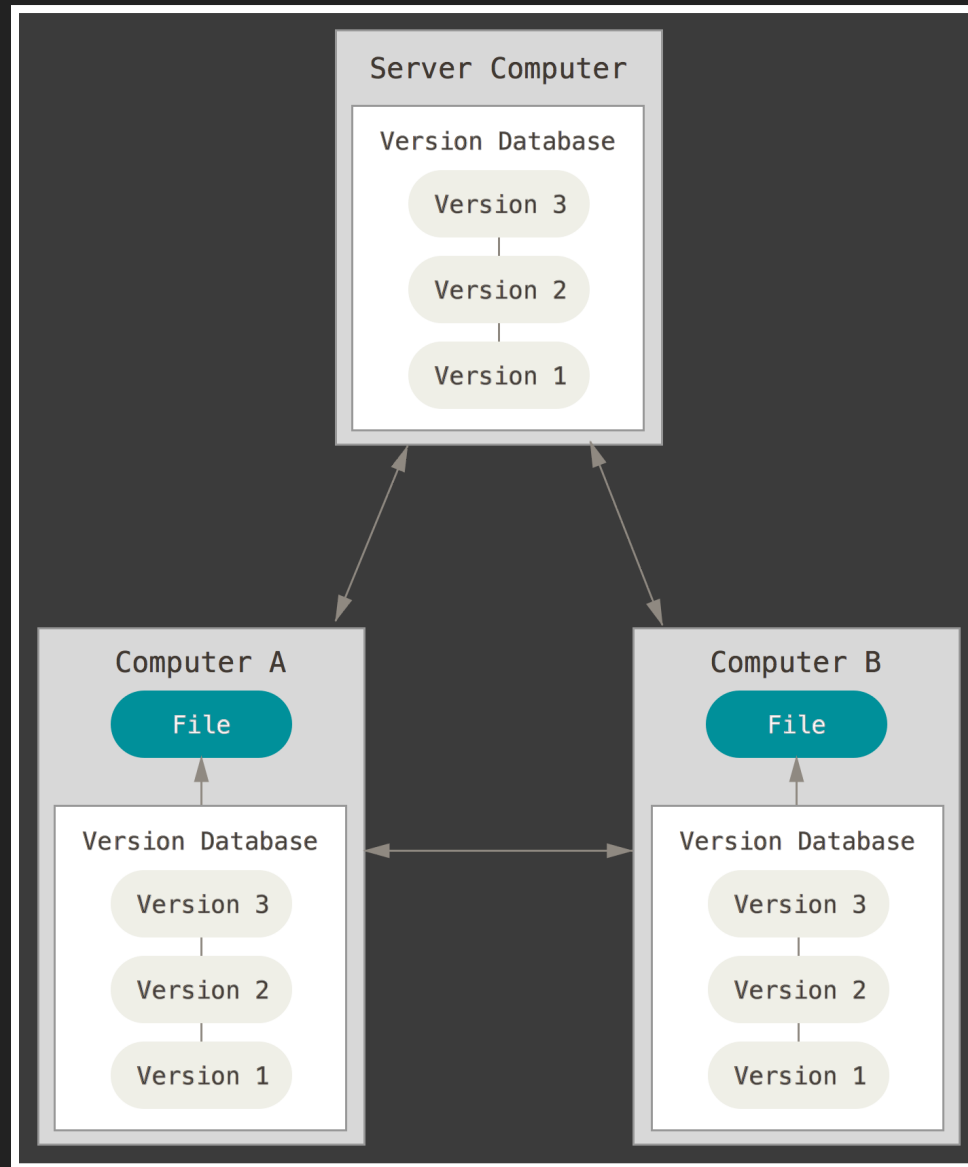 Server Computer
Version Database
Version 3
Version 2
Version 1
Computer A
File
Version Database
Version 3
Version 2
Version 1
Computer B
File
Version Database
Version 3
Version 2
Version 1